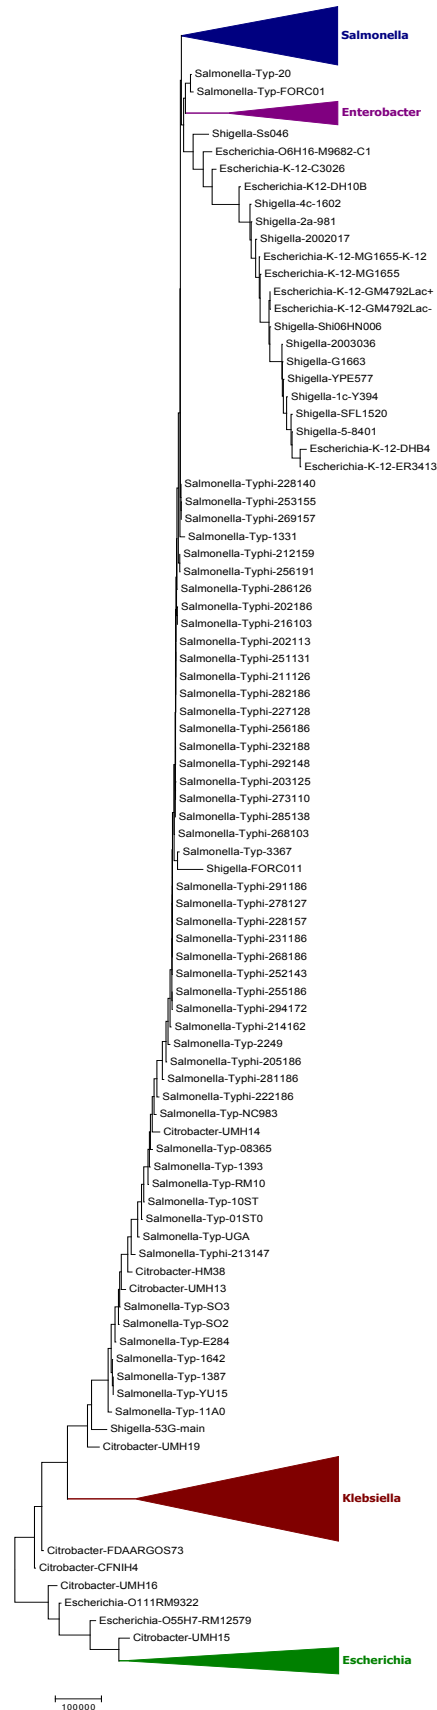 Salmonella
Salmonella-Typ-20
Salmonella-Typ-FORC01
Enterobacter
Shigella-Ss046
Escherichia-O6H16-M9682-C1
Escherichia-K-12-C3026
Escherichia-K12-DH10B
Shigella-4c-1602
Shigella-2a-981
Shigella-2002017
Escherichia-K-12-MG1655-K-12
Escherichia-K-12-MG1655
Escherichia-K-12-GM4792Lac+
Escherichia-K-12-GM4792Lac-
Shigella-Shi06HN006
Shigella-2003036
Shigella-G1663
Shigella-YPE577
Shigella-1c-Y394
Shigella-SFL1520
Shigella-5-8401
Escherichia-K-12-DHB4
Escherichia-K-12-ER3413
Salmonella-Typhi-228140
Salmonella-Typhi-253155
Salmonella-Typhi-269157
Salmonella-Typ-1331
Salmonella-Typhi-212159
Salmonella-Typhi-256191
Salmonella-Typhi-286126
Salmonella-Typhi-202186
Salmonella-Typhi-216103
Salmonella-Typhi-202113
Salmonella-Typhi-251131
Salmonella-Typhi-211126
Salmonella-Typhi-282186
Salmonella-Typhi-227128
Salmonella-Typhi-256186
Salmonella-Typhi-232188
Salmonella-Typhi-292148
Salmonella-Typhi-203125
Salmonella-Typhi-273110
Salmonella-Typhi-285138
Salmonella-Typhi-268103
Salmonella-Typ-3367
Shigella-FORC011
Salmonella-Typhi-291186
Salmonella-Typhi-278127
Salmonella-Typhi-228157
Salmonella-Typhi-231186
Salmonella-Typhi-268186
Salmonella-Typhi-252143
Salmonella-Typhi-255186
Salmonella-Typhi-294172
Salmonella-Typhi-214162
Salmonella-Typ-2249
Salmonella-Typhi-205186
Salmonella-Typhi-281186
Salmonella-Typhi-222186
Salmonella-Typ-NC983
Citrobacter-UMH14
Salmonella-Typ-08365
Salmonella-Typ-1393
Salmonella-Typ-RM10
Salmonella-Typ-10ST
Salmonella-Typ-01ST0
Salmonella-Typ-UGA
Salmonella-Typhi-213147
Citrobacter-HM38
Citrobacter-UMH13
Salmonella-Typ-SO3
Salmonella-Typ-SO2
Salmonella-Typ-E284
Salmonella-Typ-1642
Salmonella-Typ-1387
Salmonella-Typ-YU15
Salmonella-Typ-11A0
Shigella-53G-main
Citrobacter-UMH19
Klebsiella
Citrobacter-FDAARGOS73
Citrobacter-CFNIH4
Citrobacter-UMH16
Escherichia-O111RM9322
Escherichia-O55H7-RM12579
Citrobacter-UMH15
Escherichia
100000